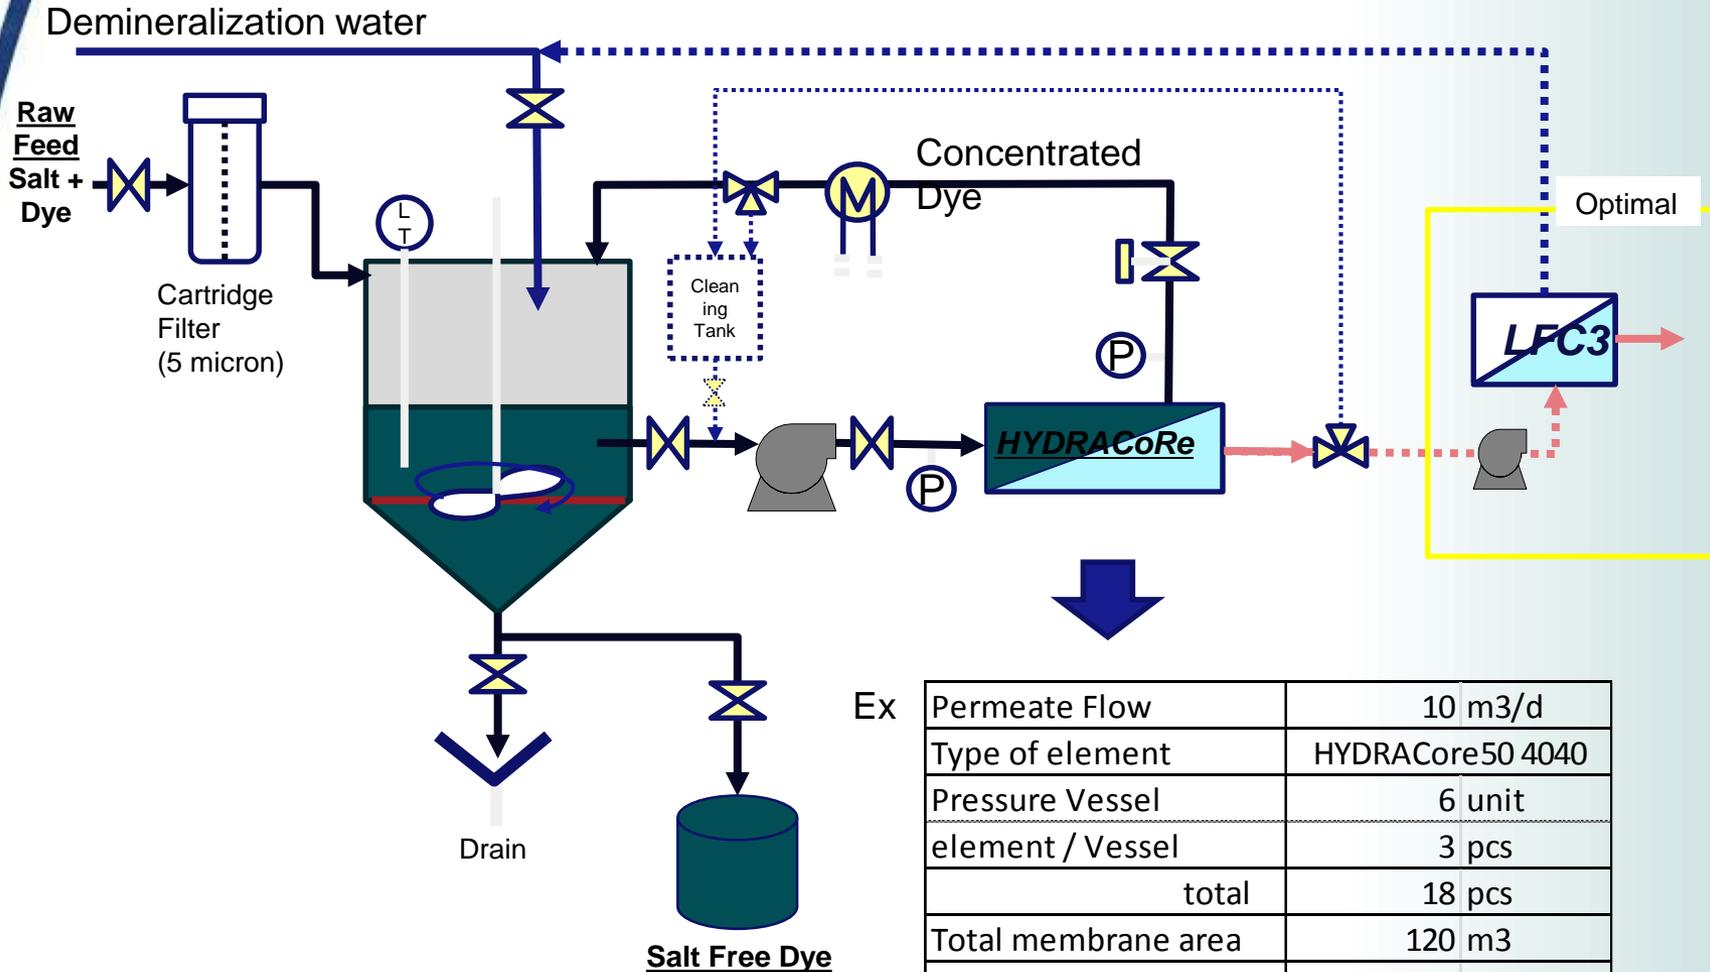 Demineralization water
Raw
Feed
Salt +
Dye
Cartridge
Filter
(5 micron)
L
T
Concentrated
Dye
M
Clean
ing
Tank
P
P
HYDRACoRe
Optimal
LFC3
Drain
Salt Free Dye
Ex
Permeate Flow 10 m3/d
Type of element HYDRACore50 4040
Pressure Vessel 6 unit
element / Vessel 3 pcs
total 18 pcs
Total membrane area 120 m3